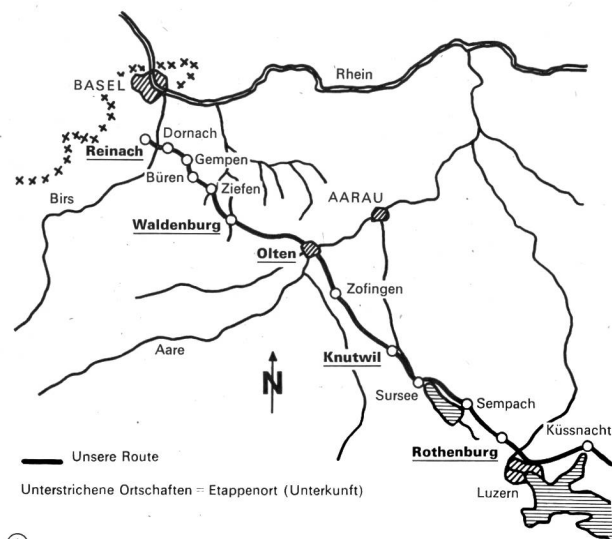 Rhein
BASEL
Dornach
Reinach
Gempen
Büren
Ziefen
Birs
AARAU
Waldenburg
Olten
Zofingen
Aare
Knutwil
N
Sursee
Sempach
Küssnacht
Rothenburg
Unsere Route
Luzern
Unterstrichene Ortschaften = Etappenort (Unterkunft)